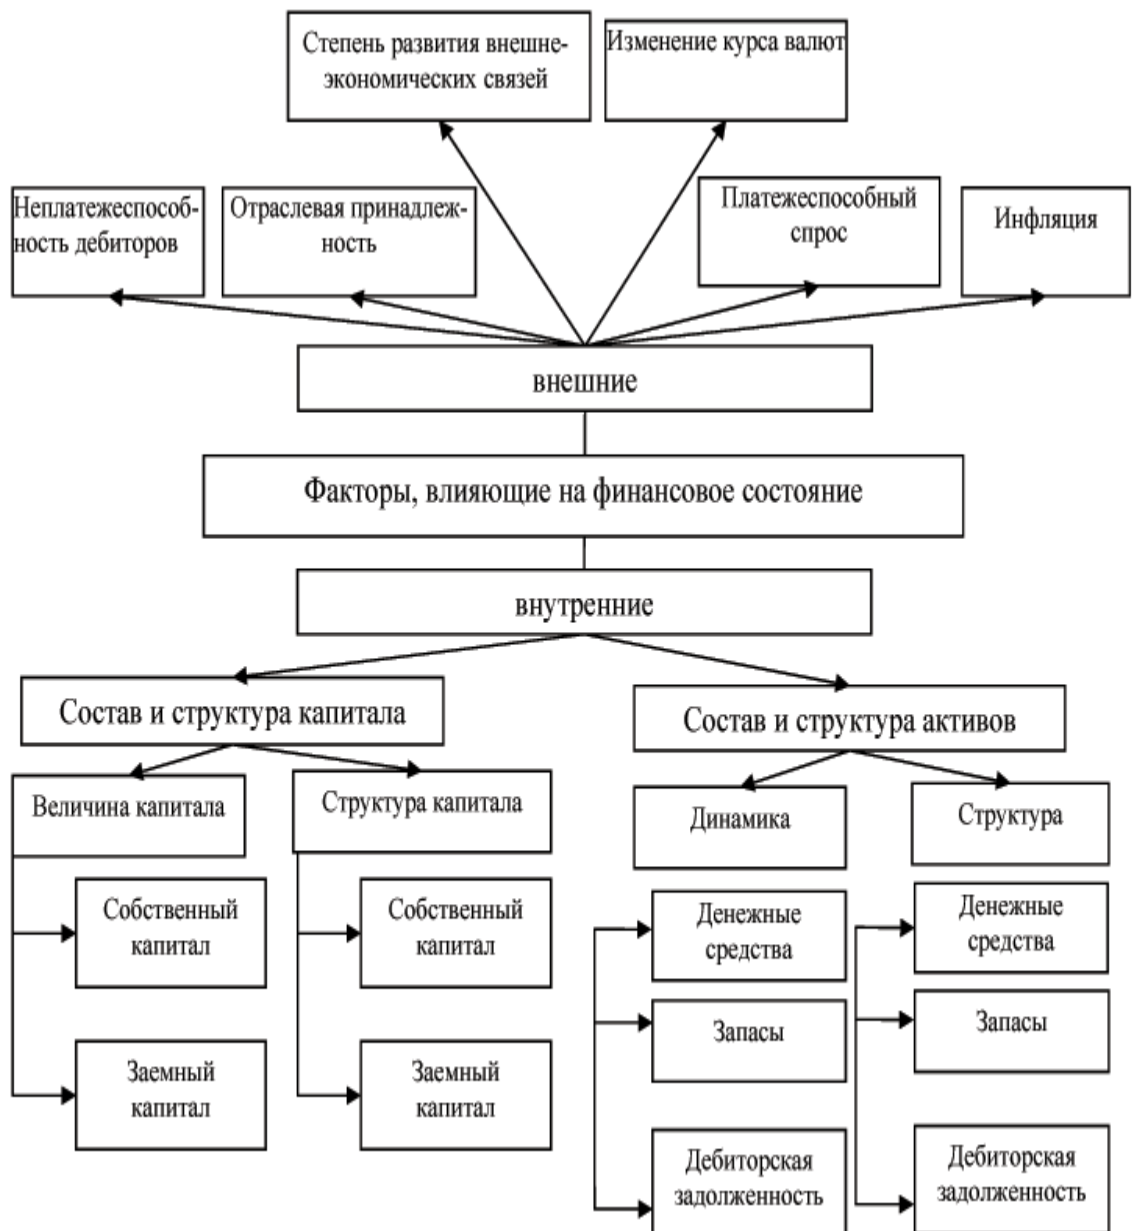 Степень развития внешне-
экономических связей
Изменение курса валют
Неплатежеспособ-
ность дебиторов
Отраслевая принадлеж-
ность
Платежеспособный
спрос
Инфляция
внешние
Факторы, влияющие на финансовое состояние
внутренние
Состав и структура капитала
Состав и структура активов
Величина капитала
Структура капитала
Динамика
Структура
Собственный
капитал
Собственный
капитал
Денежные
средства
Денежные
средства
Запасы
Запасы
Заемный
капитал
Заемный
капитал
Дебиторская
задолженность
Дебиторская
задолженность